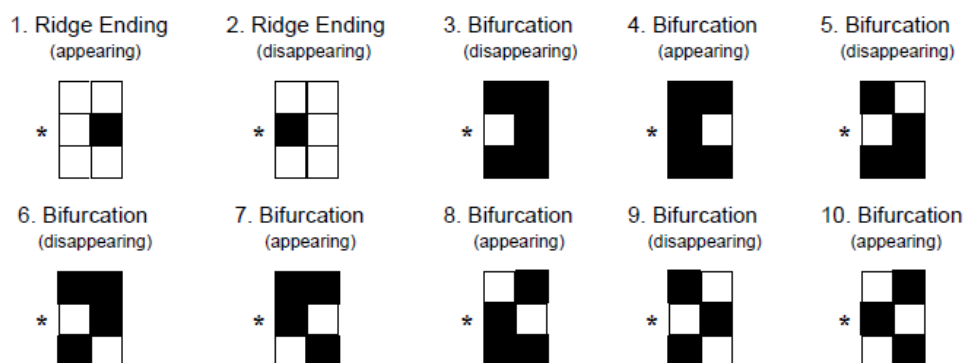 1. Ridge Ending 2. Ridge Ending 3. Bifurcation 4. Bifurcation 5. Bifurcation
(appearing) (disappearing) (disappearing) (appearing) (disappearing)
* * * * *
6. Bifurcation 7. Bifurcation 8. Bifurcation 9. Bifurcation 10. Bifurcation
(disappearing) (appearing) (appearing) (disappearing) (appearing)
* * * * *